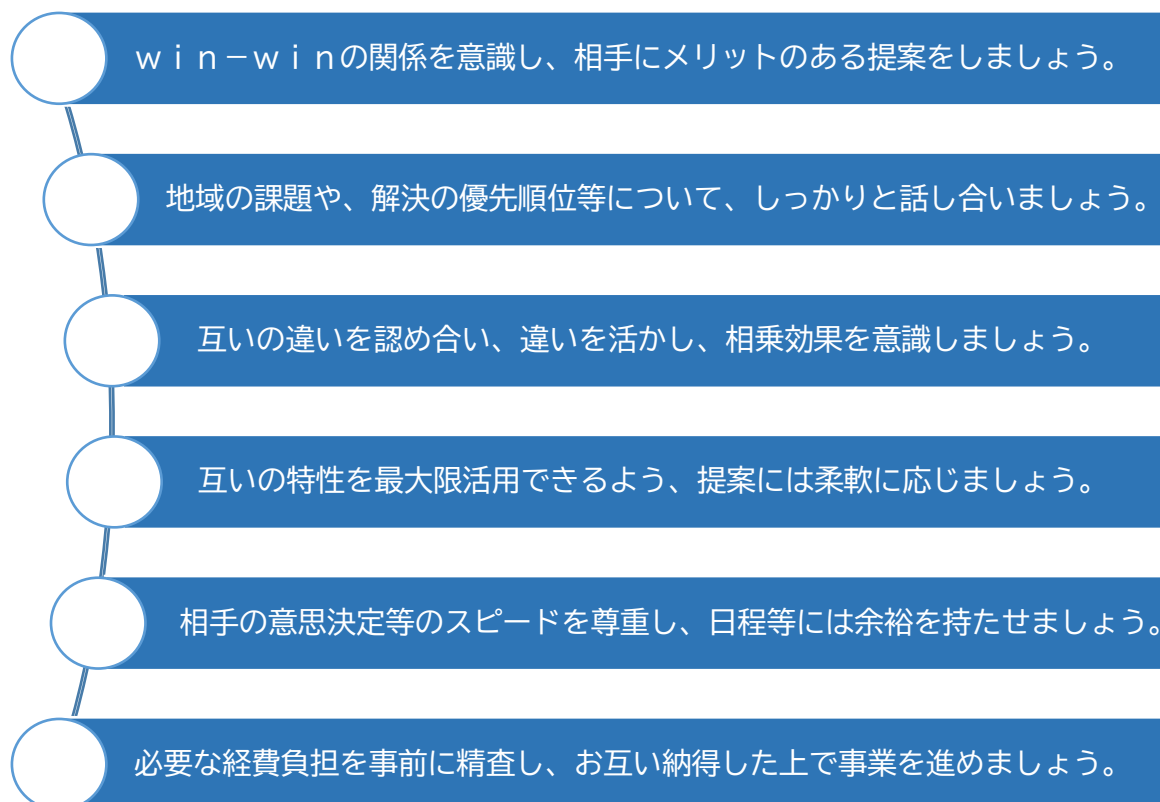 ｗｉｎ－ｗｉｎの関係を意識し、相手にメリットのある提案をしましょう。
地域の課題や、解決の優先順位等について、しっかりと話し合いましょう。
互いの違いを認め合い、違いを活かし、相乗効果を意識しましょう。
互いの特性を最大限活用できるよう、提案には柔軟に応じましょう。
相手の意思決定等のスピードを尊重し、日程等には余裕を持たせましょう。
必要な経費負担を事前に精査し、お互い納得した上で事業を進めましょう。